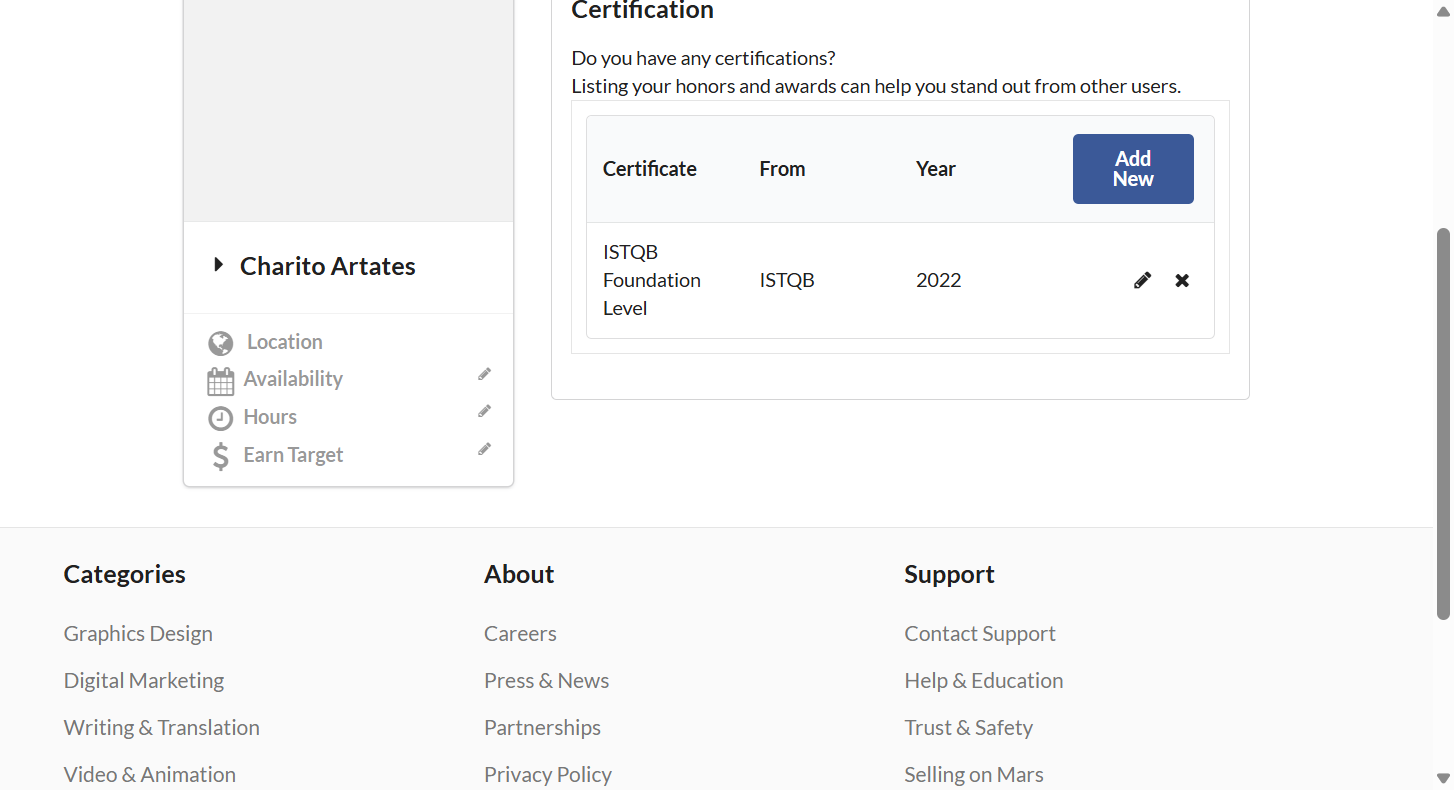 Certification
Do you have any certifications?
Listing your honors and awards can help you stand out from other users.
Certificate From Year Add New
ISTQB Foundation Level ISTQB 2022
Charito Artates
Location
Availability
Hours
Earn Target
Categories
Graphics Design
Digital Marketing
Writing & Translation
Video & Animation
About
Careers
Press & News
Partnerships
Privacy Policy
Support
Contact Support
Help & Education
Trust & Safety
Selling on Mars